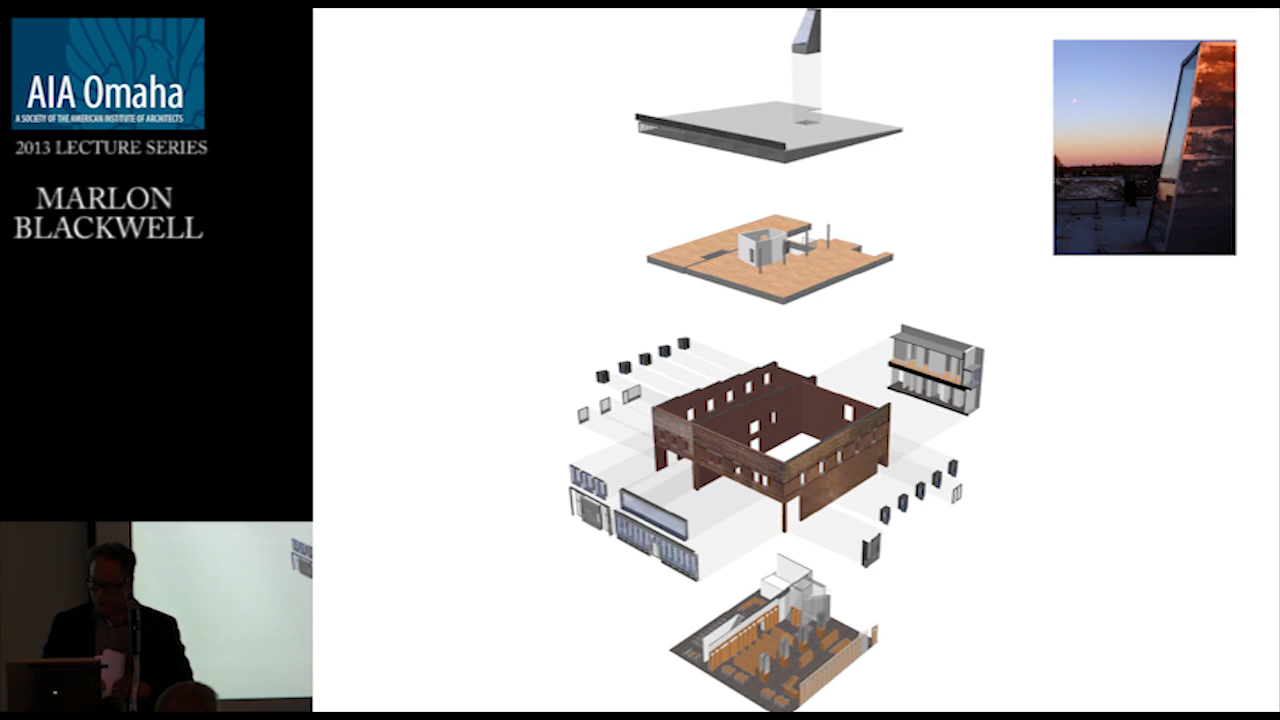 AIA Omaha
A SOCIETY OF THE AMERICAN INSTITUTE OF ARCHITECTS
2013 LECTURE SERIES
MARLON
BLACKWELL